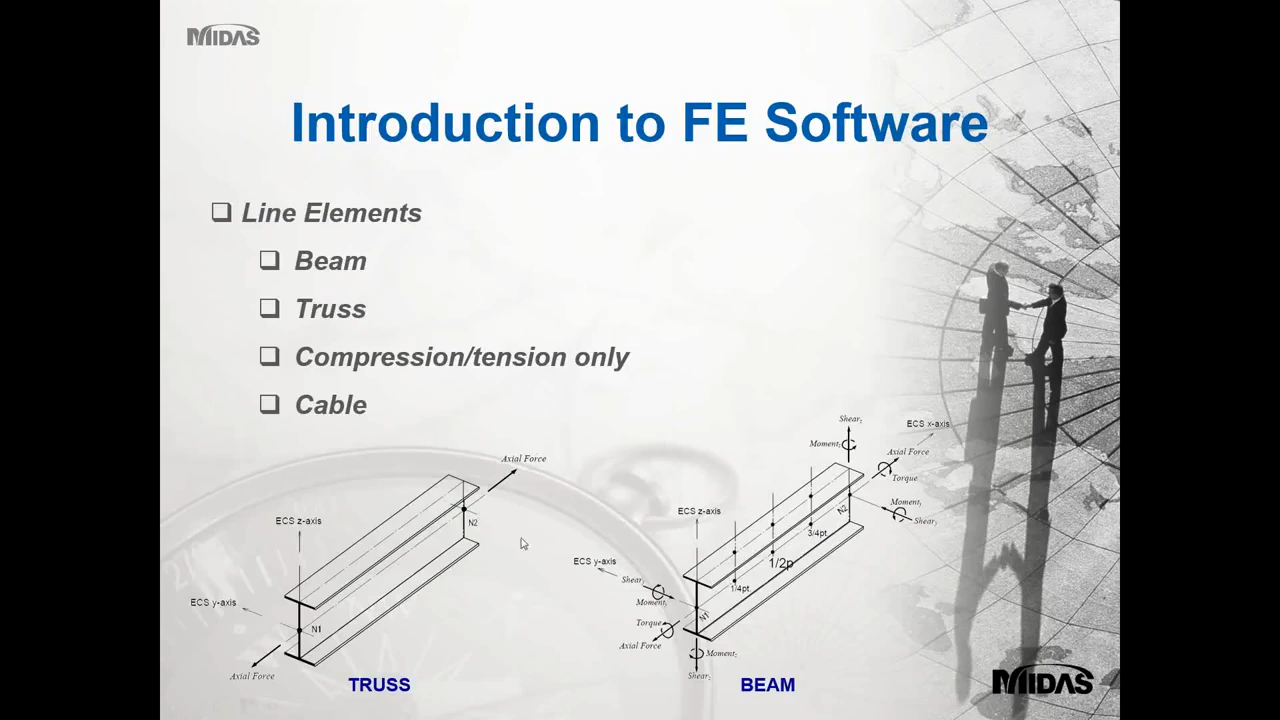 MIDAS
Introduction to FE Software
Line Elements
Beam
Truss
Compression/tension only
Cable
Axial Force
ECS z-axis
N2
ECS y-axis
N1
Axial Force
TRUSS
Shear z
Moment z
ECS x-axis
Axial Force
Torque
Moment y
Shear y
N2
3/4pt.
1/2p
1/4pt.
ECS z-axis
ECS y-axis
Shear y
Moment y
N1
Torque
Axial Force
Moment z
Shear z
BEAM
MIDAS